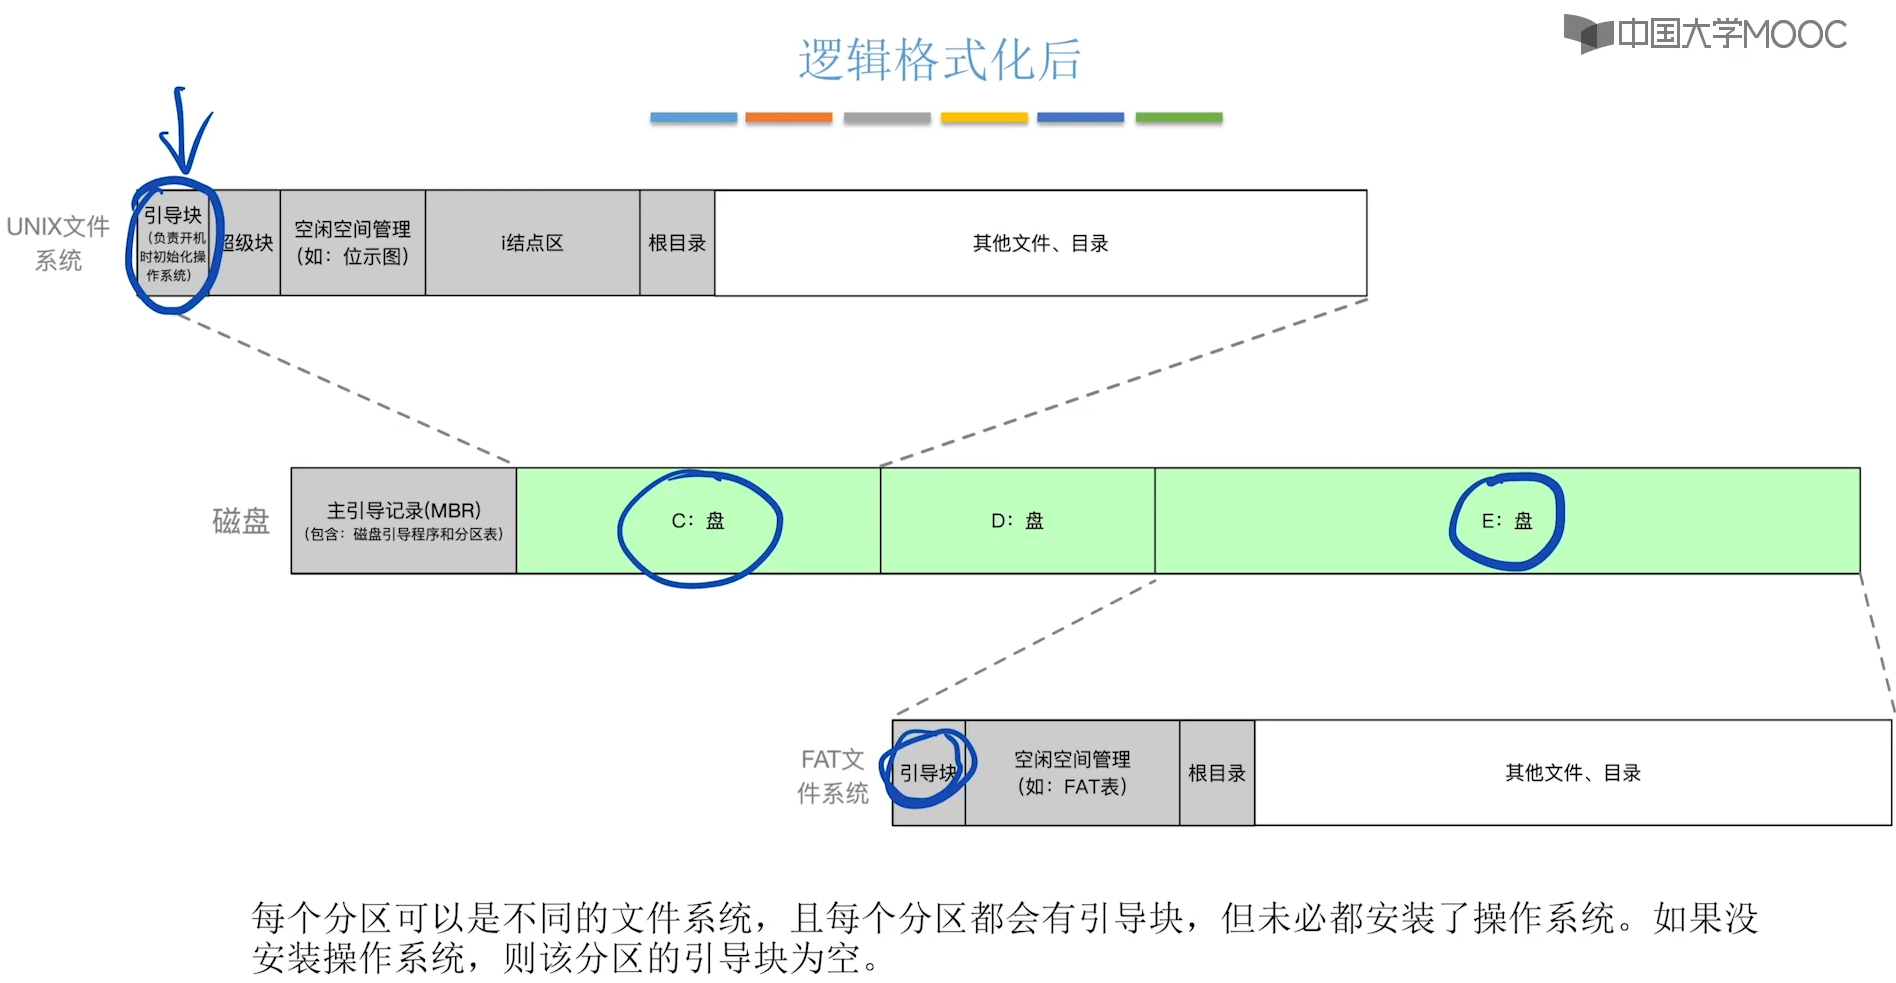 中国大学MOOC
逻辑格式化后
UNIX文件
系统
引导块
（负责开机
时初始化操
作系统）
超级块
空闲空间管理
（如：位示图）
i结点区
根目录
其他文件、目录
磁盘
主引导记录(MBR)
（包含：磁盘引导程序和分区表）
C：盘
D：盘
E：盘
FAT文
件系统
引导块
空闲空间管理
（如：FAT表）
根目录
其他文件、目录
每个分区可以是不同的文件系统，且每个分区都会有引导块，但未必都安装了操作系统。如果没
安装操作系统，则该分区的引导块为空。